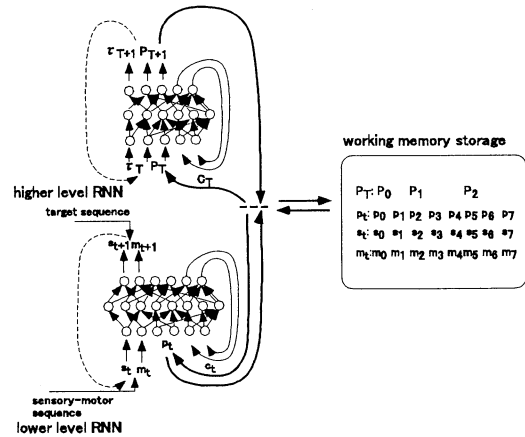 τT+1 PT+1
τT PT
CT
higher level RNN
target sequence
st+1 mt+1
pt
ct
st mt
sensory-motor
sequence
lower level RNN
working memory storage
PT: P0 P1 P2
pt: p0 p1 p2 p3 p4 p5 p6 p7
st: s0 s1 s2 s3 s4 s5 s6 s7
mt: m0 m1 m2 m3 m4 m5 m6 m7